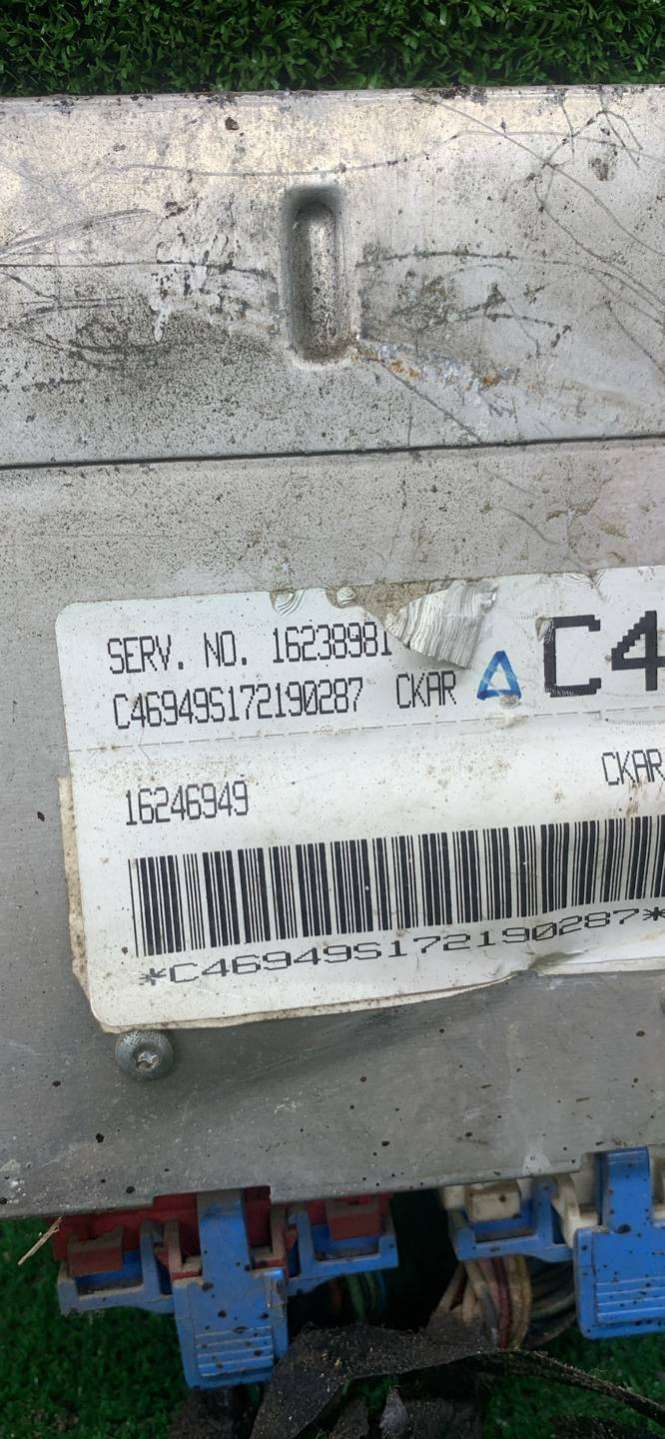 SERV. NO. 16238981
C46949S172190287 CKAR
C4
16246949
CKAR
*C46949S172190287*